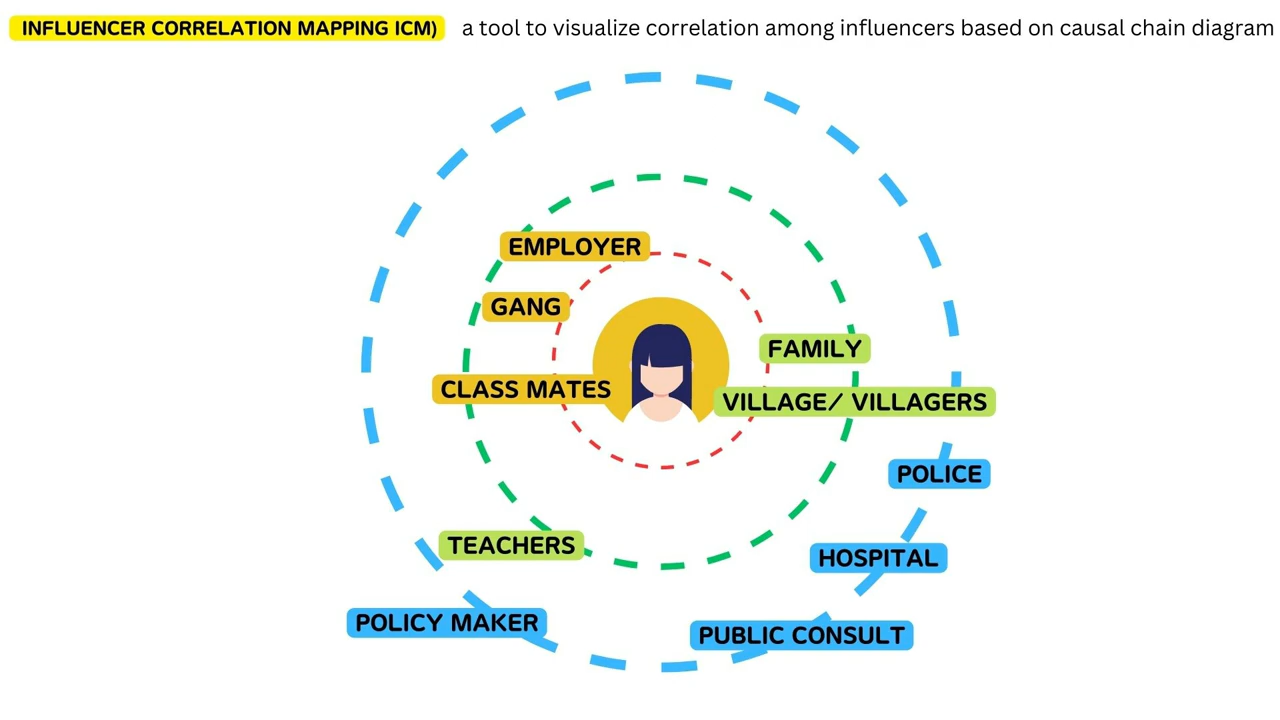 INFLUENCER CORRELATION MAPPING ICM) a tool to visualize correlation among influencers based on causal chain diagram
EMPLOYER
GANG
FAMILY
CLASS MATES
VILLAGE/ VILLAGERS
POLICE
TEACHERS
HOSPITAL
POLICY MAKER
PUBLIC CONSULT